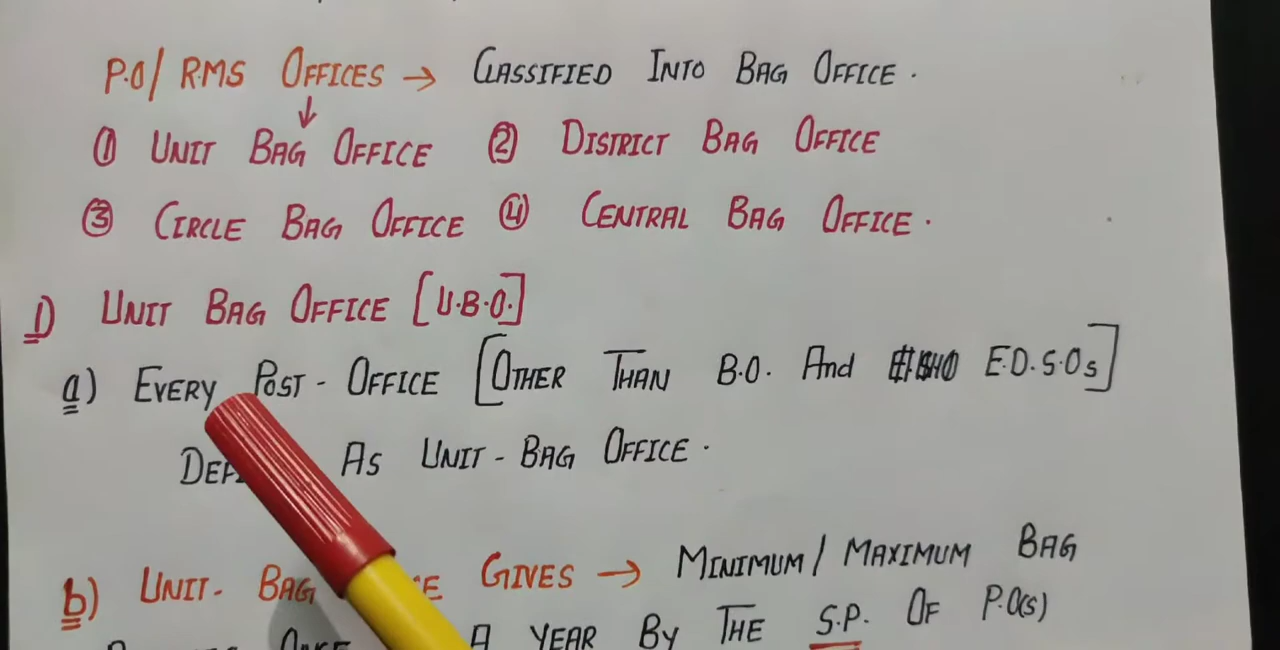 P.O/ R.M.S OFFICES → CLASSIFIED INTO BAG OFFICE.
↓
① UNIT BAG OFFICE ② DISTRICT BAG OFFICE
③ CIRCLE BAG OFFICE ④ CENTRAL BAG OFFICE.
1) UNIT BAG OFFICE [U.B.O.]
a) EVERY POST-OFFICE [OTHER THAN B.O. And E.D.S.Os]
AS UNIT-BAG OFFICE.
b) UNIT- BAG GIVES → MINIMUM/ MAXIMUM BAG
A YEAR BY THE S.P. OF P.O(S)